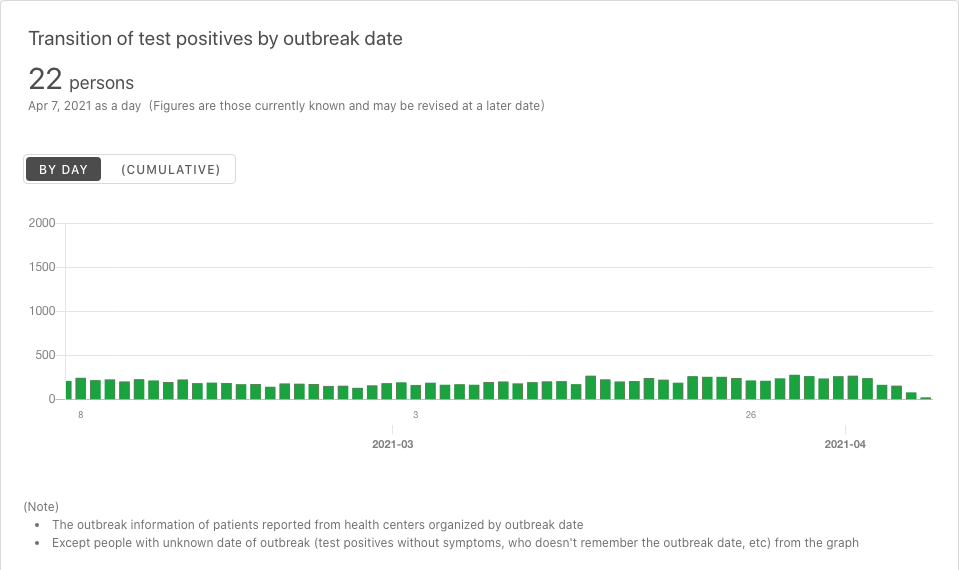 Transition of test positives by outbreak date
22 persons
Apr 7, 2021 as a day (Figures are those currently known and may be revised at a later date)
BY DAY (CUMULATIVE)
2000
1500
1000
500
0
8 3 26
2021-03 2021-04
(Note)
• The outbreak information of patients reported from health centers organized by outbreak date
• Except people with unknown date of outbreak (test positives without symptoms, who doesn't remember the outbreak date, etc) from the graph